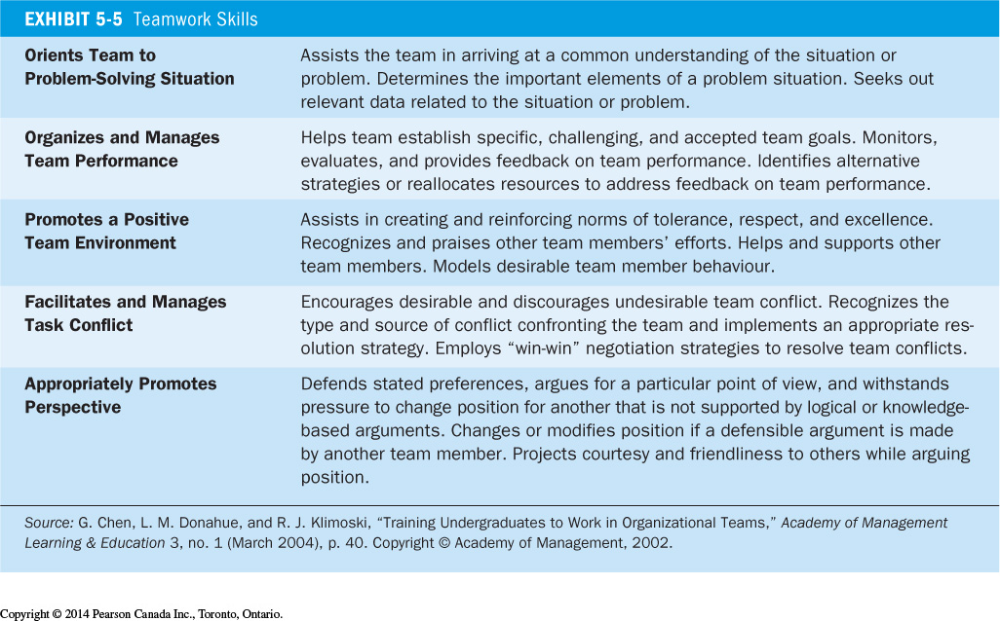 EXHIBIT 5-5 Teamwork Skills
Orients Team to
Problem-Solving Situation
Assists the team in arriving at a common understanding of the situation or
problem. Determines the important elements of a problem situation. Seeks out
relevant data related to the situation or problem.
Organizes and Manages
Team Performance
Helps team establish specific, challenging, and accepted team goals. Monitors,
evaluates, and provides feedback on team performance. Identifies alternative
strategies or reallocates resources to address feedback on team performance.
Promotes a Positive
Team Environment
Assists in creating and reinforcing norms of tolerance, respect, and excellence.
Recognizes and praises other team members’ efforts. Helps and supports other
team members. Models desirable team member behaviour.
Facilitates and Manages
Task Conflict
Encourages desirable and discourages undesirable team conflict. Recognizes the
type and source of conflict confronting the team and implements an appropriate res-
olution strategy. Employs “win-win” negotiation strategies to resolve team conflicts.
Appropriately Promotes
Perspective
Defends stated preferences, argues for a particular point of view, and withstands
pressure to change position for another that is not supported by logical or knowledge-
based arguments. Changes or modifies position if a defensible argument is made
by another team member. Projects courtesy and friendliness to others while arguing
position.
Source: G. Chen, L. M. Donahue, and R. J. Klimoski, “Training Undergraduates to Work in Organizational Teams,” Academy of Management
Learning & Education 3, no. 1 (March 2004), p. 40. Copyright © Academy of Management, 2002.
Copyright © 2014 Pearson Canada Inc., Toronto, Ontario.